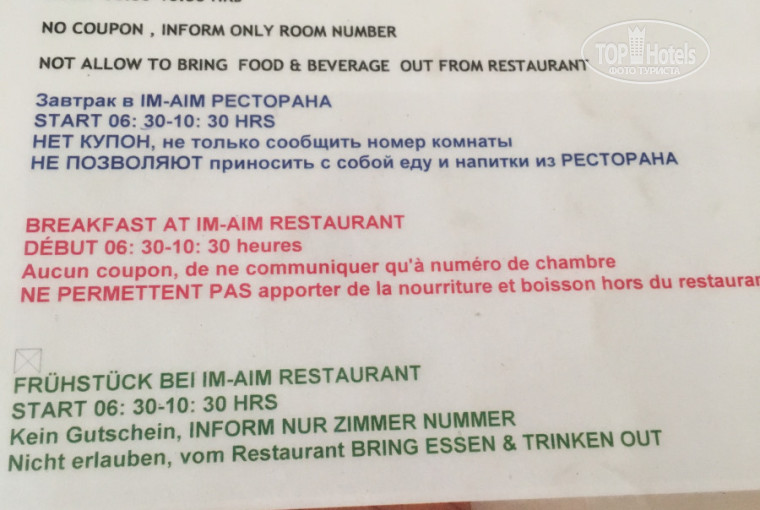 NO COUPON , INFORM ONLY ROOM NUMBER
NOT ALLOW TO BRING FOOD & BEVERAGE OUT FROM RESTAURANT
TOP Hotels
ФОТО ТУРИСТА
Завтрак в IM-AIM РЕСТОРАНА
START 06: 30-10: 30 HRS
НЕТ КУПОН, не только сообщить номер комнаты
НЕ ПОЗВОЛЯЮТ приносить с собой еду и напитки из РЕСТОРАНА
BREAKFAST AT IM-AIM RESTAURANT
DÉBUT 06: 30-10: 30 heures
Aucun coupon, de ne communiquer qu'à numéro de chambre
NE PERMETTENT PAS apporter de la nourriture et boisson hors du restauran
FRÜHSTÜCK BEI IM-AIM RESTAURANT
START 06: 30-10: 30 HRS
Kein Gutschein, INFORM NUR ZIMMER NUMMER
Nicht erlauben, vom Restaurant BRING ESSEN & TRINKEN OUT